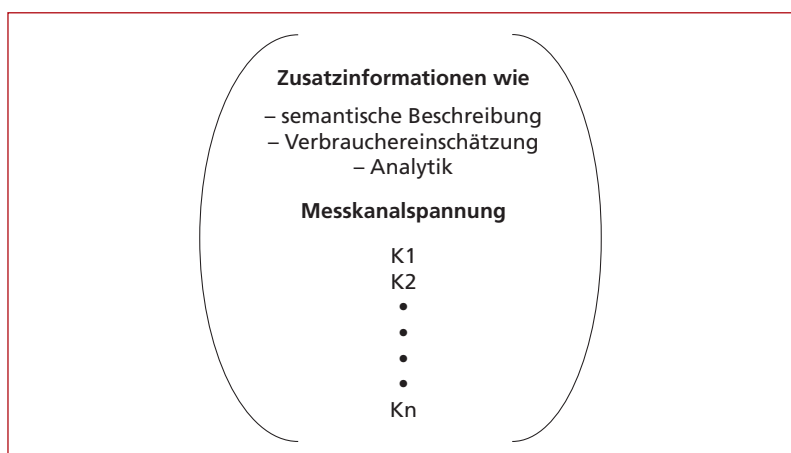 Zusatzinformationen wie
– semantische Beschreibung
– Verbrauchereinschätzung
– Analytik
Messkanalspannung
K1
K2
•
•
•
•
Kn